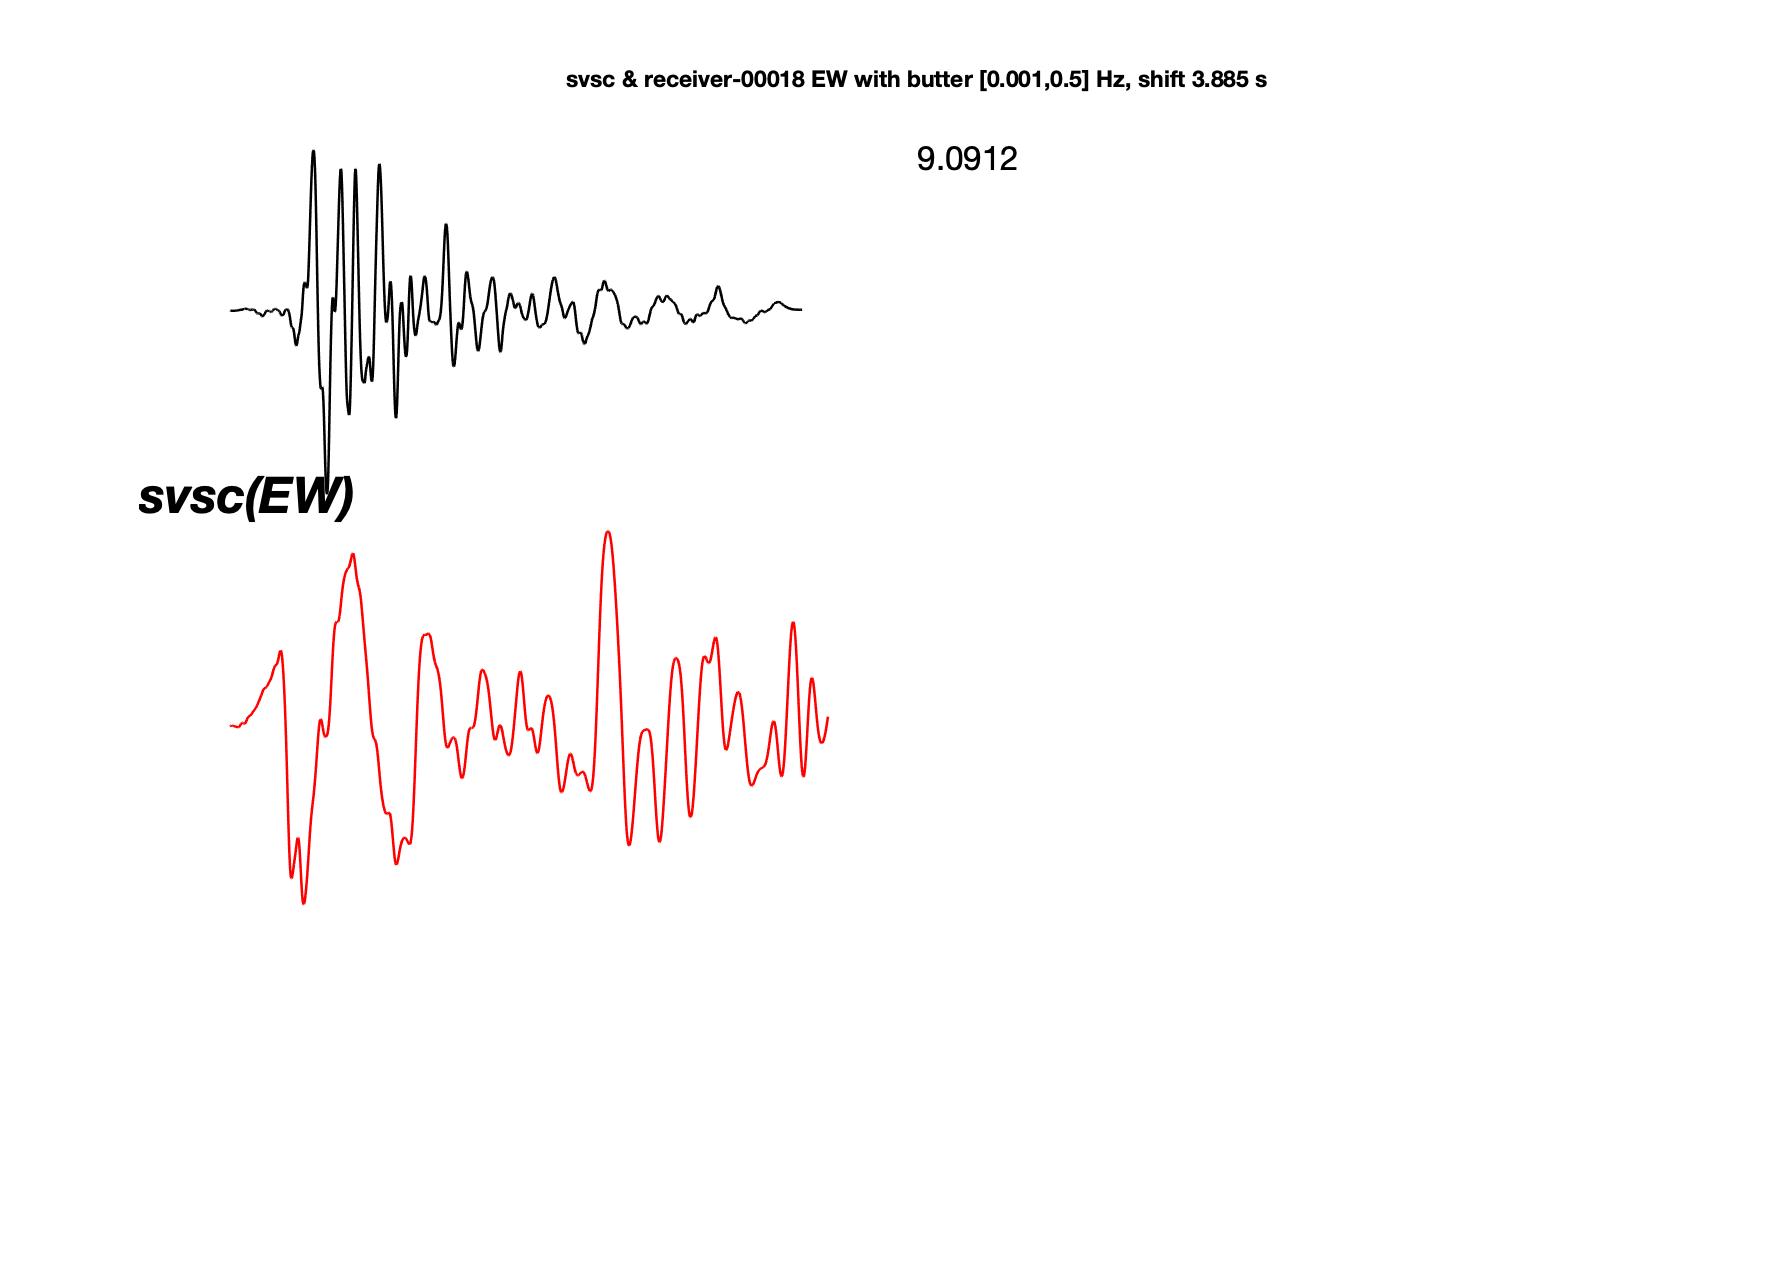 svsc & receiver-00018 EW with butter [0.001,0.5] Hz, shift 3.885 s
9.0912
svsc(EW)